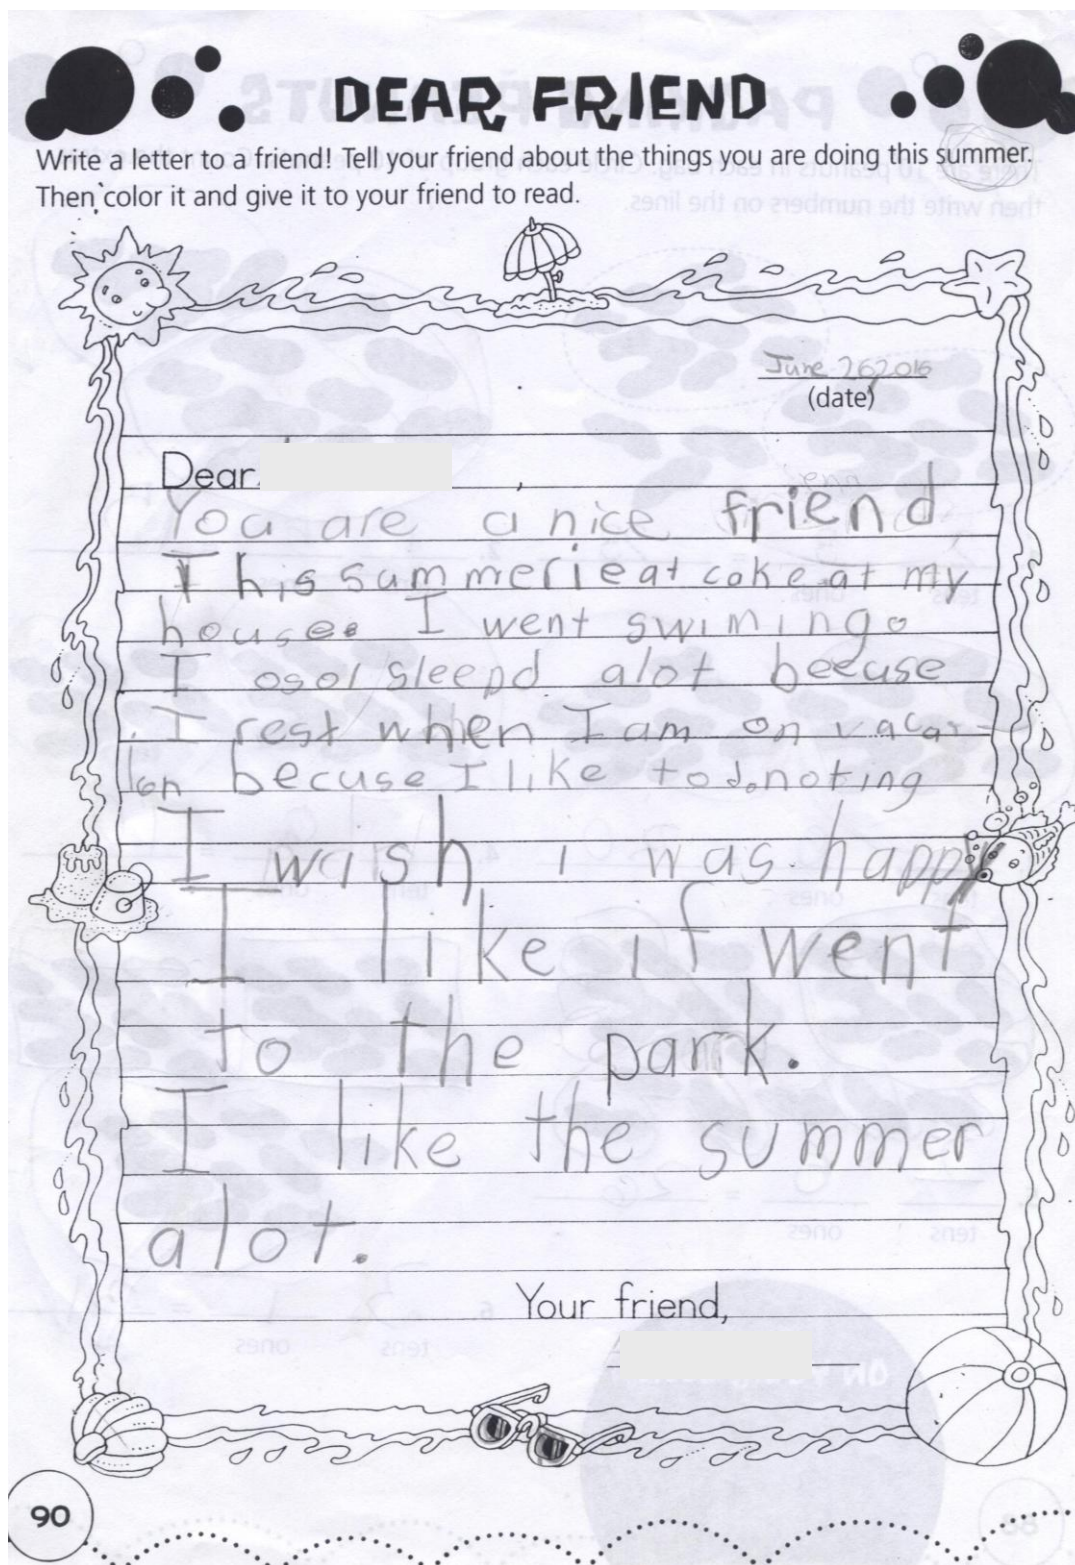 DEAR FRIEND
Write a letter to a friend! Tell your friend about the things you are doing this summer.
Then color it and give it to your friend to read.
June 26 2016
(date)
Dear ,
You are a nice friend
This summer i eat cake at my
house. I went swiming.
I osol sleepd alot becuse
I rest when I am on vacat
ion becuse I like to do noting
I waish i was happy
I like if went
to the park.
I like the summer
alot.
Your friend,
90